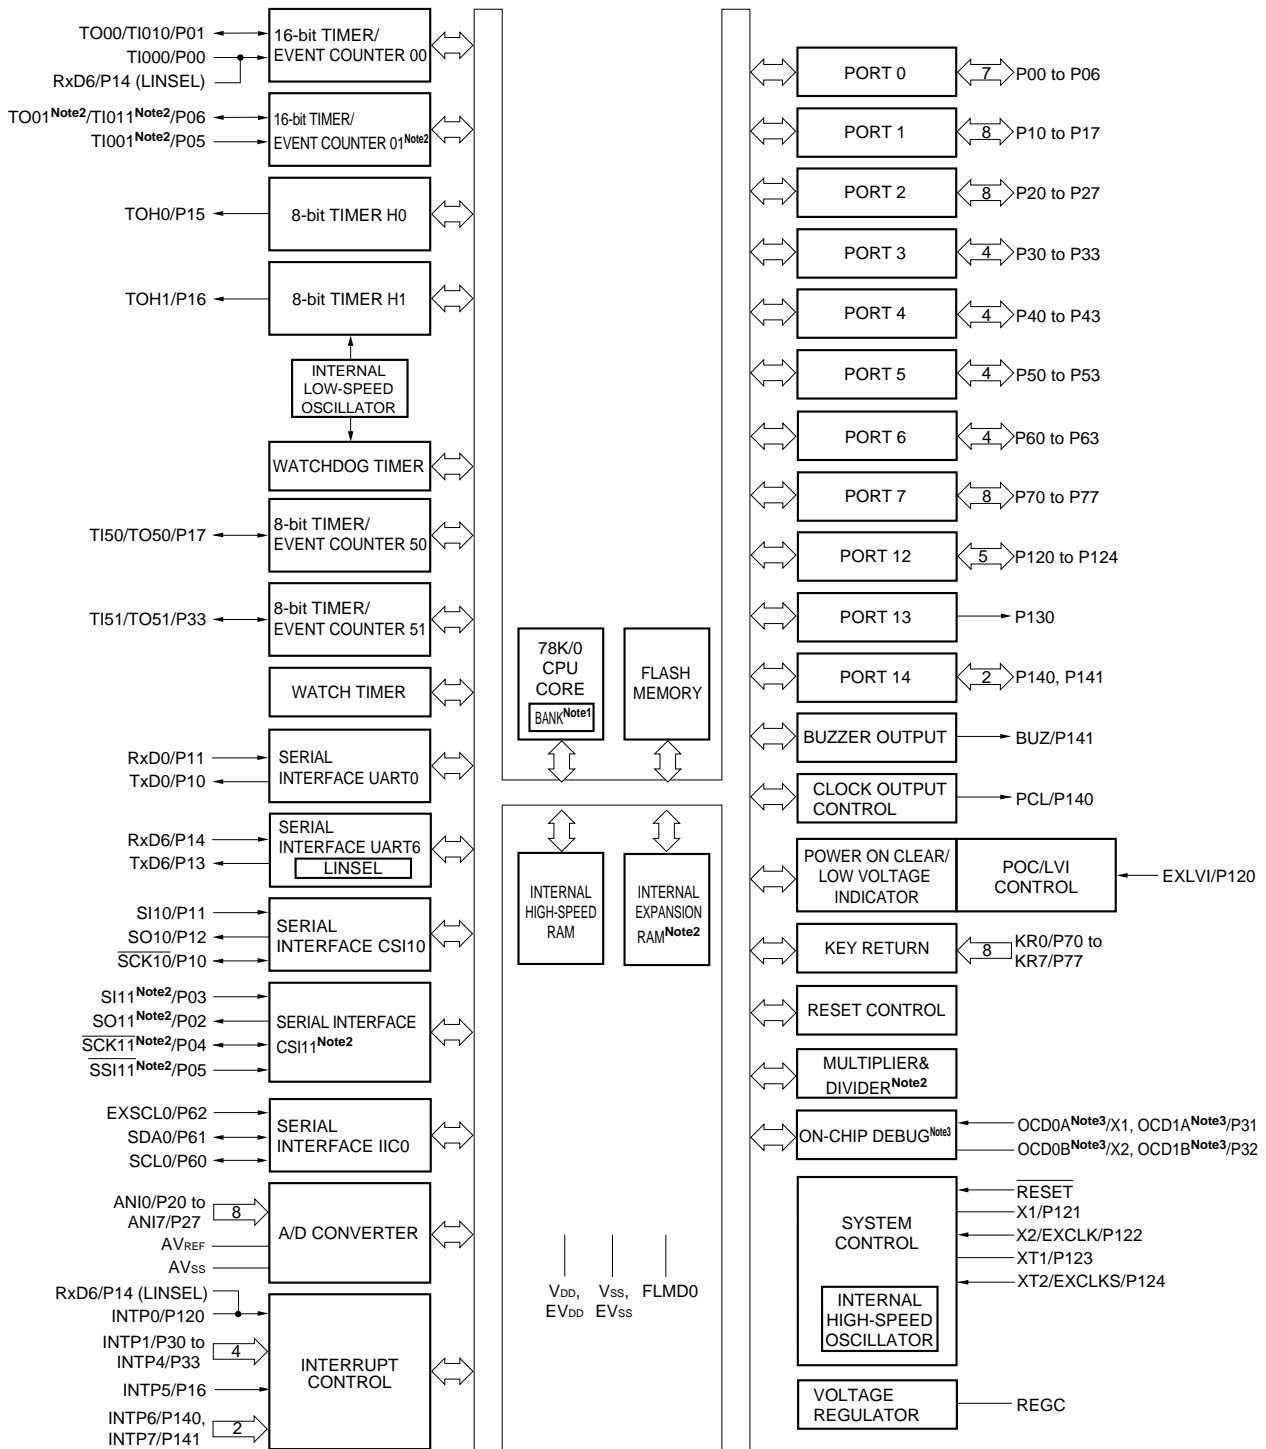 TO00/TI010/P01
TI000/P00
RxD6/P14 (LINSEL)
16-bit TIMER/
EVENT COUNTER 00
TO01Note2/TI011Note2/P06
TI001Note2/P05
16-bit TIMER/
EVENT COUNTER 01Note2
TOH0/P15
8-bit TIMER H0
TOH1/P16
8-bit TIMER H1
INTERNAL
LOW-SPEED
OSCILLATOR
WATCHDOG TIMER
TI50/TO50/P17
8-bit TIMER/
EVENT COUNTER 50
TI51/TO51/P33
8-bit TIMER/
EVENT COUNTER 51
WATCH TIMER
RxD0/P11
TxD0/P10
SERIAL
INTERFACE UART0
RxD6/P14
TxD6/P13
SERIAL
INTERFACE UART6
LINSEL
SI10/P11
SO10/P12
SCK10/P10
SERIAL
INTERFACE CSI10
SI11Note2/P03
SO11Note2/P02
SCK11Note2/P04
SSI11Note2/P05
SERIAL INTERFACE
CSI11Note2
EXSCL0/P62
SDA0/P61
SCL0/P60
SERIAL
INTERFACE IIC0
ANI0/P20 to
ANI7/P27
8
AVREF
AVSS
A/D CONVERTER
RxD6/P14 (LINSEL)
INTP0/P120
INTP1/P30 to
INTP4/P33
4
INTP5/P16
INTP6/P140,
INTP7/P141
2
INTERRUPT
CONTROL
78K/0
CPU
CORE
BANKNote1
FLASH
MEMORY
INTERNAL
HIGH-SPEED
RAM
INTERNAL
EXPANSION
RAMNote2
VDD,
EVDD
VSS,
EVSS
FLMD0
PORT 0
7
P00 to P06
PORT 1
8
P10 to P17
PORT 2
8
P20 to P27
PORT 3
4
P30 to P33
PORT 4
4
P40 to P43
PORT 5
4
P50 to P53
PORT 6
4
P60 to P63
PORT 7
8
P70 to P77
PORT 12
5
P120 to P124
PORT 13
P130
PORT 14
2
P140, P141
BUZZER OUTPUT
BUZ/P141
CLOCK OUTPUT
CONTROL
PCL/P140
POWER ON CLEAR/
LOW VOLTAGE
INDICATOR
POC/LVI
CONTROL
EXLVI/P120
KEY RETURN
8
KR0/P70 to
KR7/P77
RESET CONTROL
MULTIPLIER&
DIVIDERNote2
ON-CHIP DEBUGNote3
OCD0ANote3/X1, OCD1ANote3/P31
OCD0BNote3/X2, OCD1BNote3/P32
SYSTEM
CONTROL
INTERNAL
HIGH-SPEED
OSCILLATOR
RESET
X1/P121
X2/EXCLK/P122
XT1/P123
XT2/EXCLKS/P124
VOLTAGE
REGULATOR
REGC